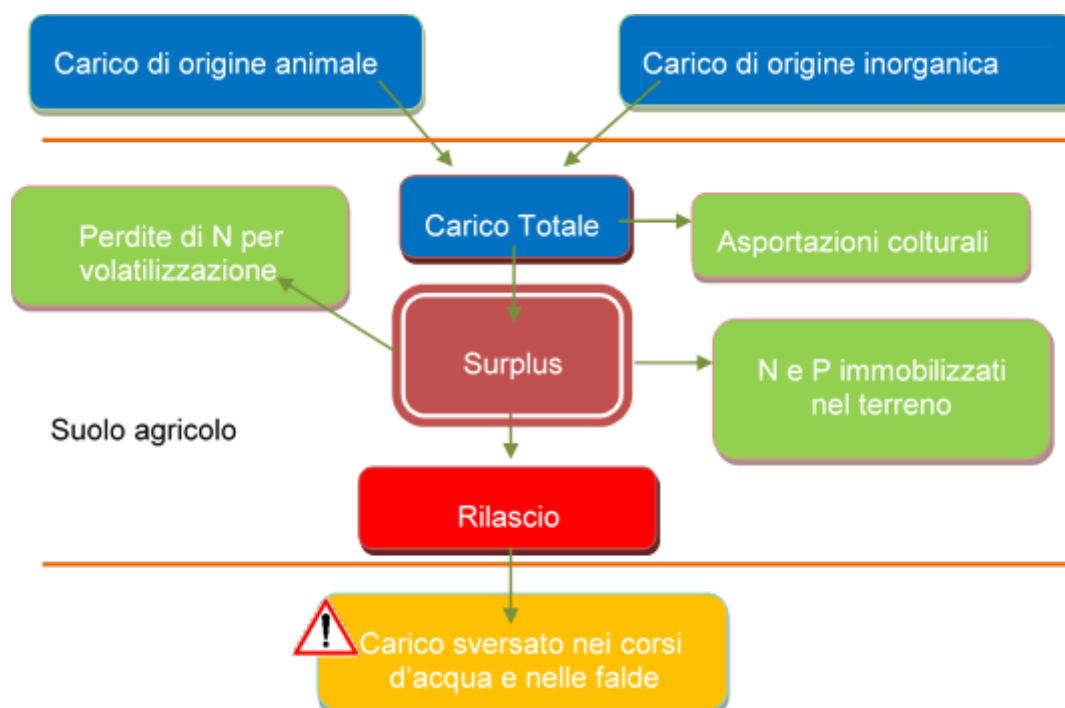 Carico di origine animale
Carico di origine inorganica
Carico Totale
Perdite di N per
volatilizzazione
Asportazioni colturali
Surplus
N e P immobilizzati
nel terreno
Suolo agricolo
Rilascio
!
Carico sversato nei corsi
d'acqua e nelle falde